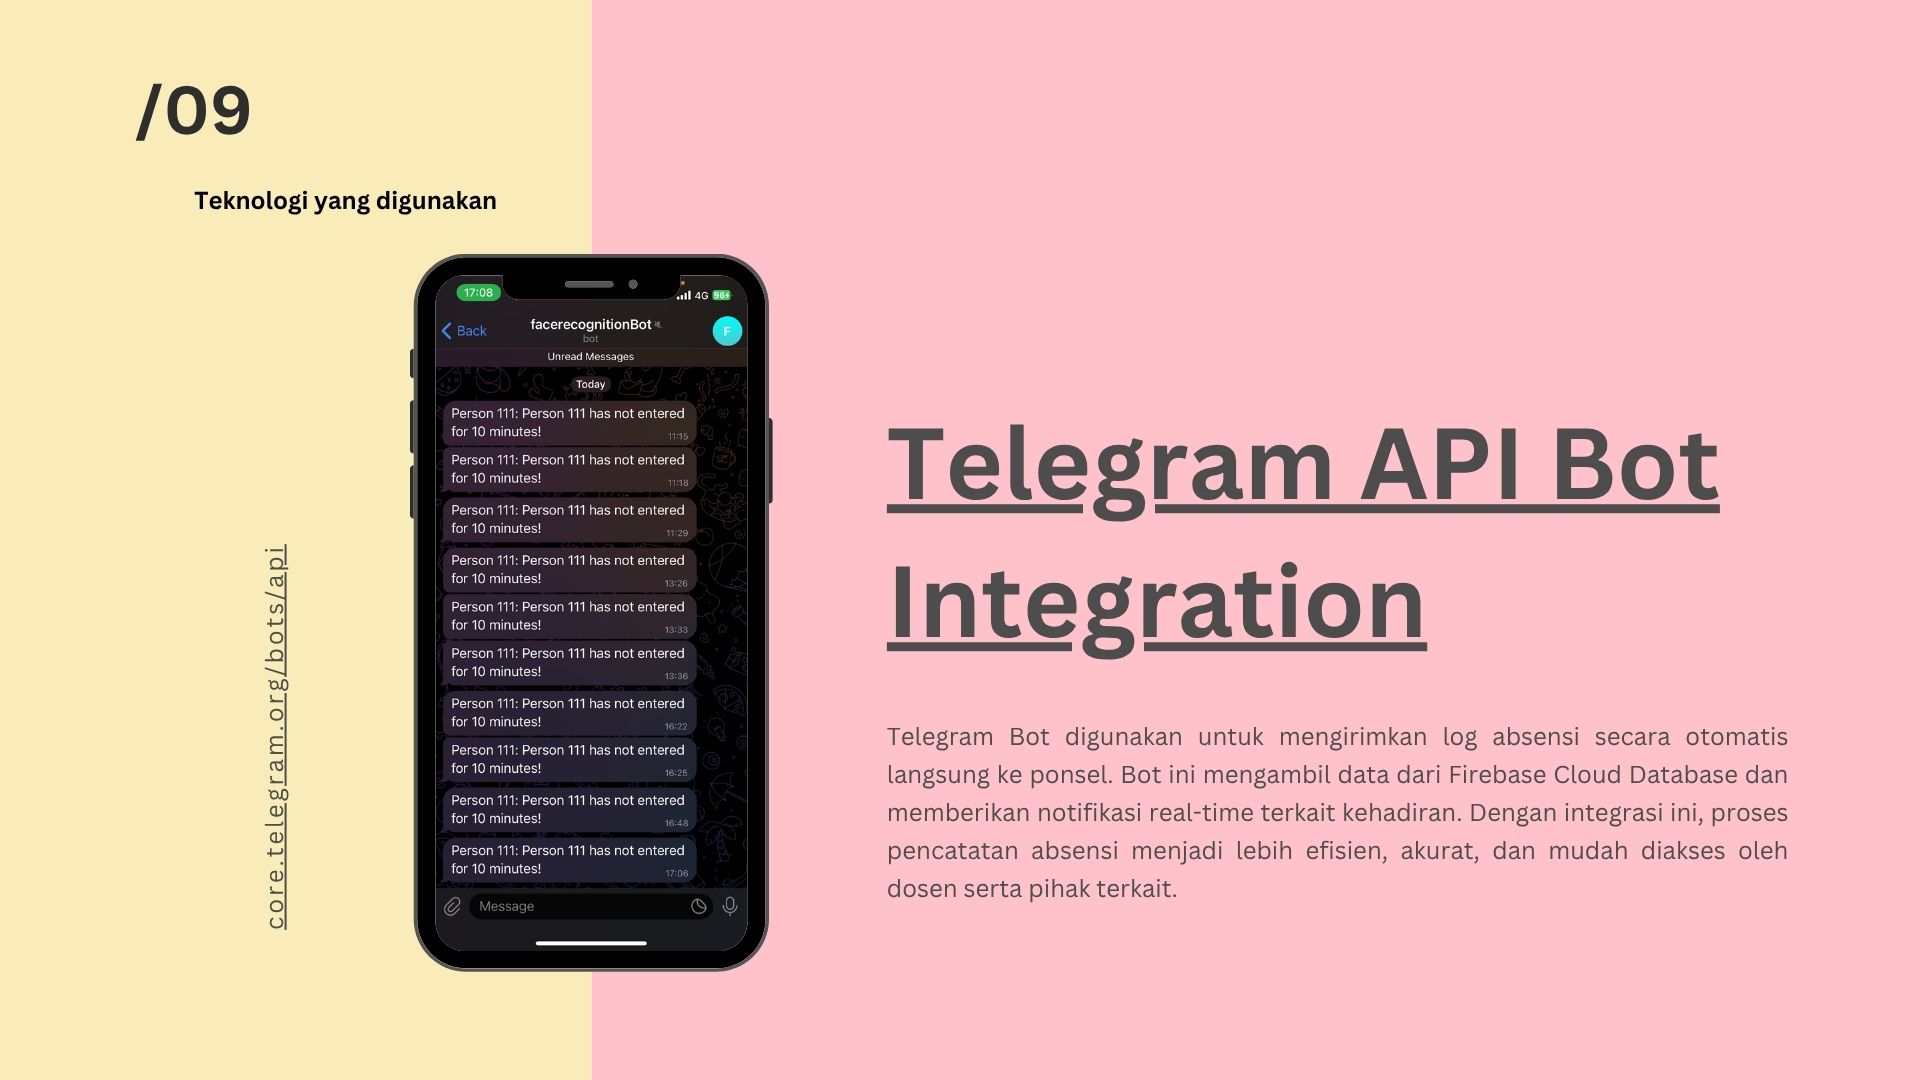 /09
Teknologi yang digunakan
core.telegram.org/bots/api
17:08
4G 96
Back
facerecognitionBot
bot
F
Unread Messages
Today
Person 111: Person 111 has not entered
for 10 minutes!
11:15
Person 111: Person 111 has not entered
for 10 minutes!
11:18
Person 111: Person 111 has not entered
for 10 minutes!
11:29
Person 111: Person 111 has not entered
for 10 minutes!
13:26
Person 111: Person 111 has not entered
for 10 minutes!
13:33
Person 111: Person 111 has not entered
for 10 minutes!
13:36
Person 111: Person 111 has not entered
for 10 minutes!
16:22
Person 111: Person 111 has not entered
for 10 minutes!
16:25
Person 111: Person 111 has not entered
for 10 minutes!
16:48
Person 111: Person 111 has not entered
for 10 minutes!
17:06
Message
Telegram API Bot
Integration
Telegram Bot digunakan untuk mengirimkan log absensi secara otomatis
langsung ke ponsel. Bot ini mengambil data dari Firebase Cloud Database dan
memberikan notifikasi real-time terkait kehadiran. Dengan integrasi ini, proses
pencatatan absensi menjadi lebih efisien, akurat, dan mudah diakses oleh
dosen serta pihak terkait.